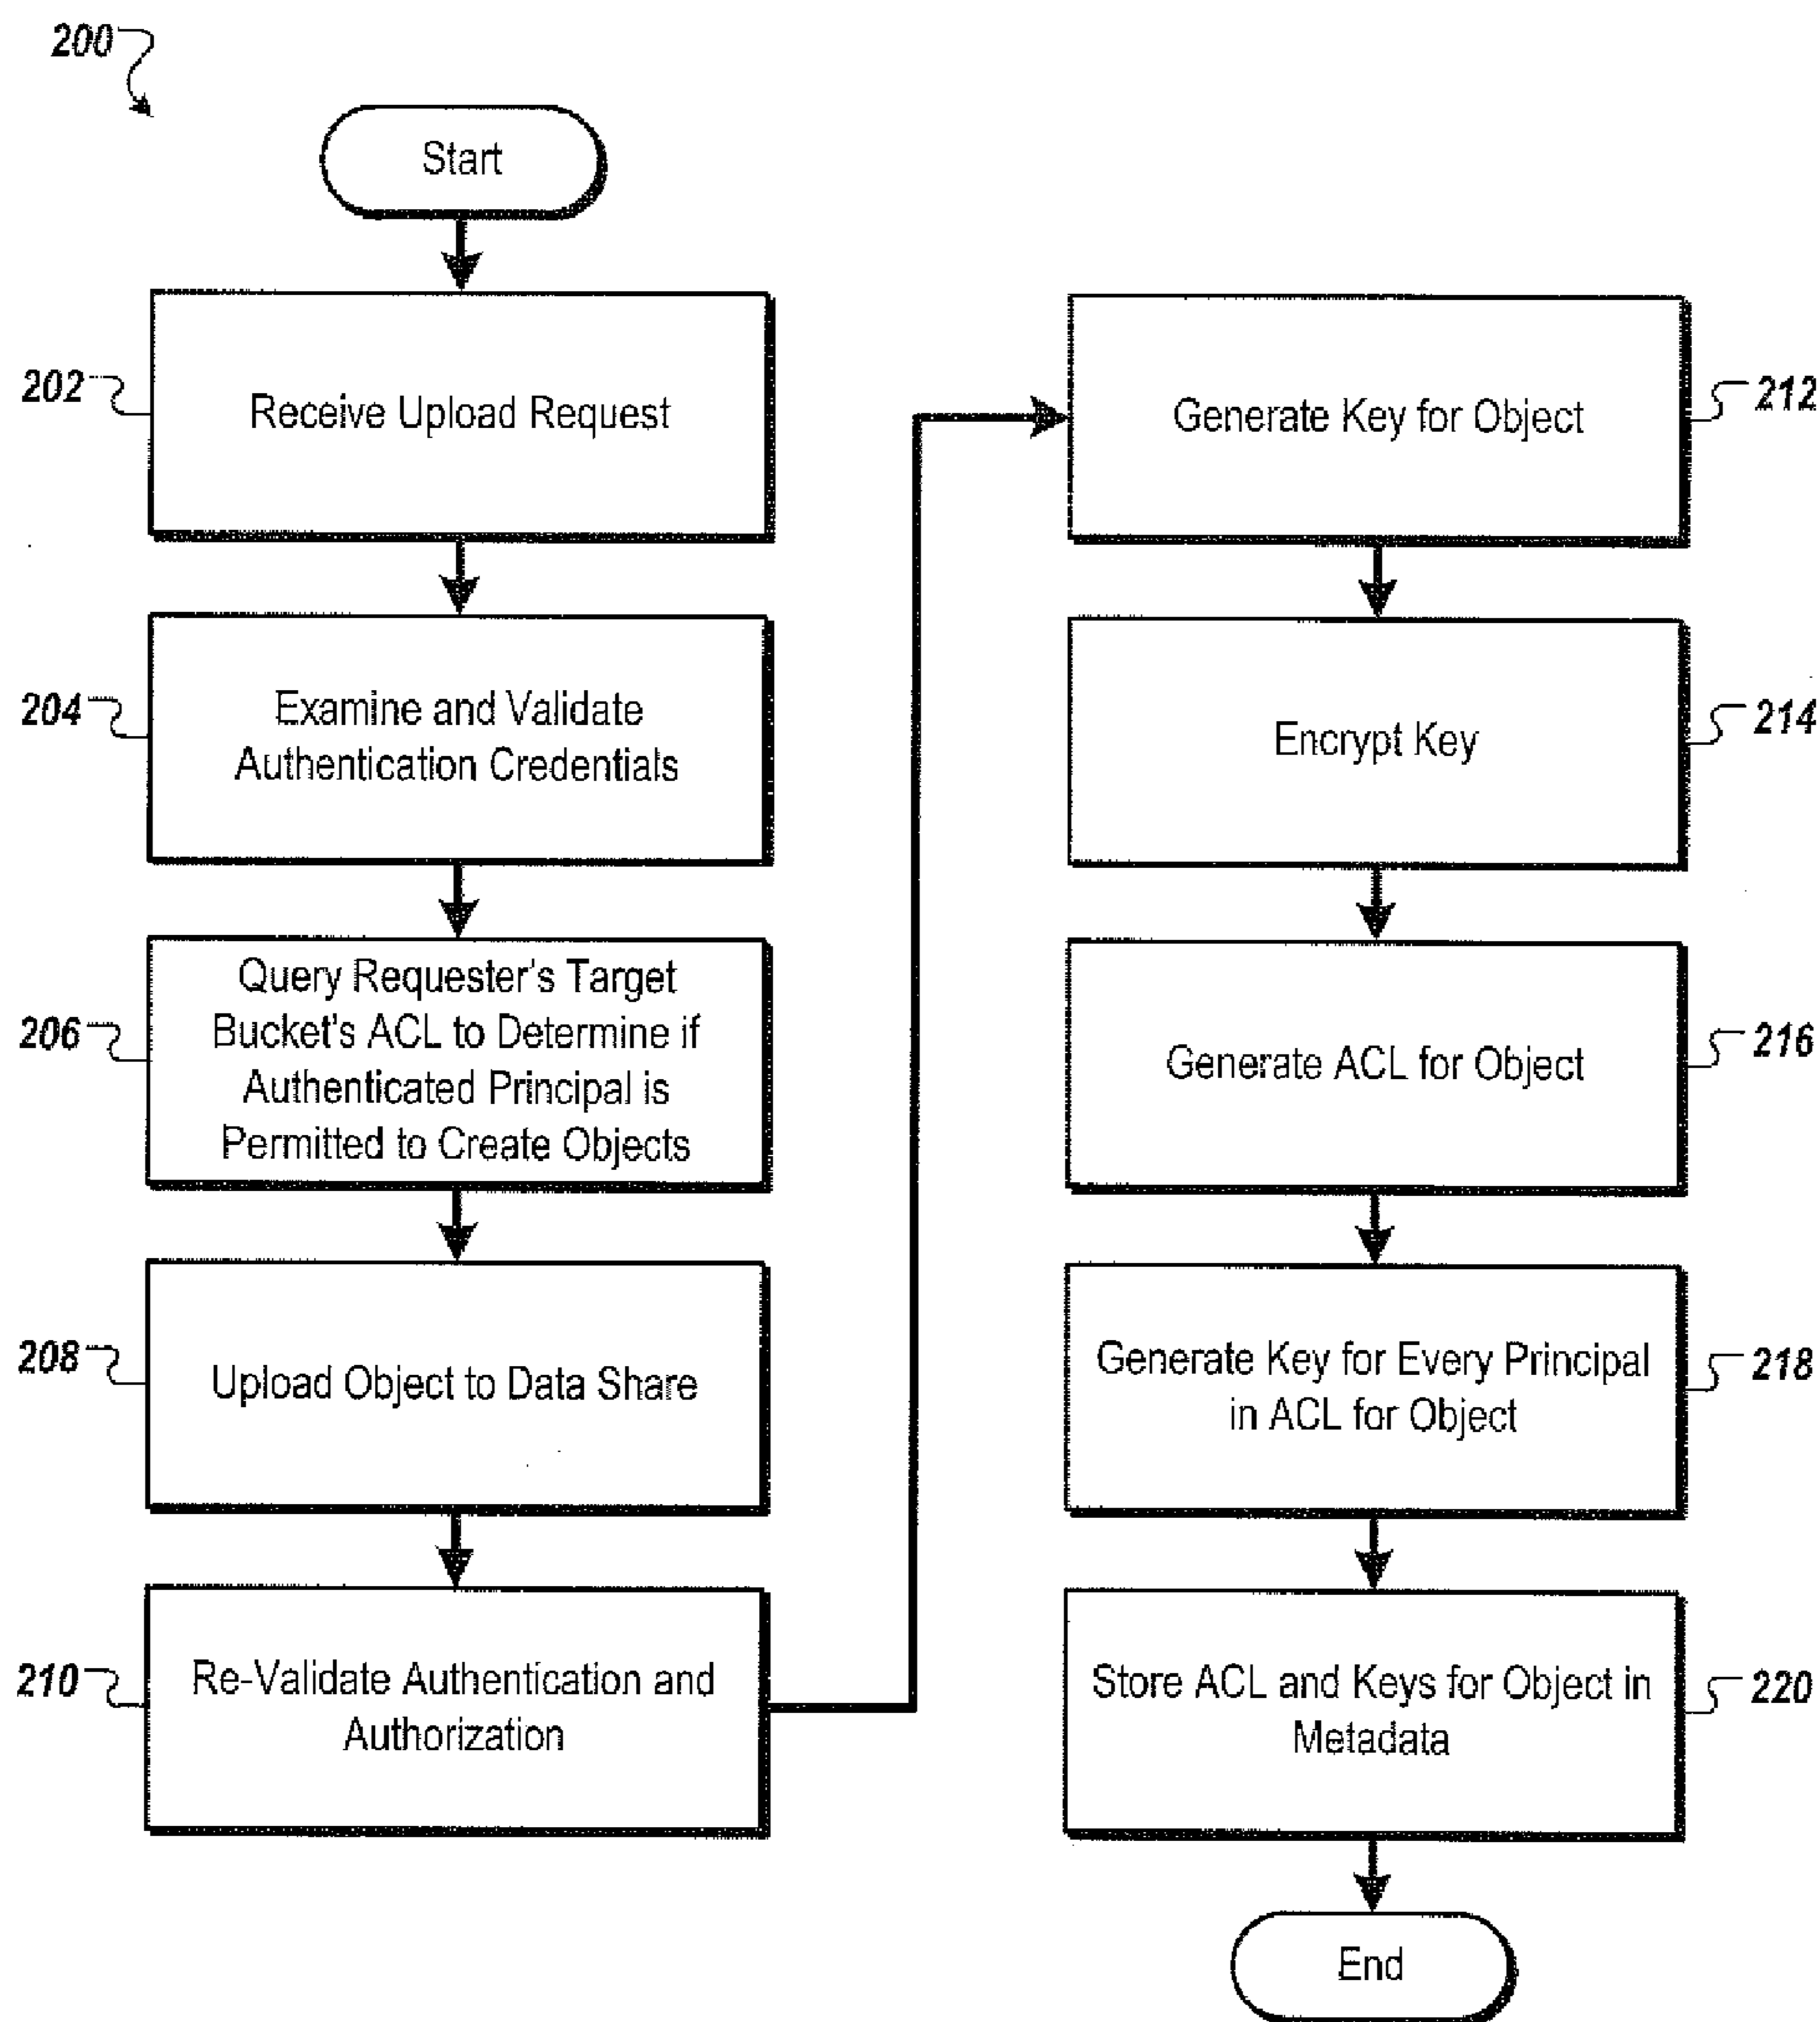 200
Start
202
Receive Upload Request
204
Examine and Validate
Authentication Credentials
206
Query Requester's Target
Bucket's ACL to Determine if
Authenticated Principal is
Permitted to Create Objects
208
Upload Object to Data Share
210
Re-Validate Authentication and
Authorization
Generate Key for Object
212
Encrypt Key
214
Generate ACL for Object
216
Generate Key for Every Principal
in ACL for Object
218
Store ACL and Keys for Object in
Metadata
220
End